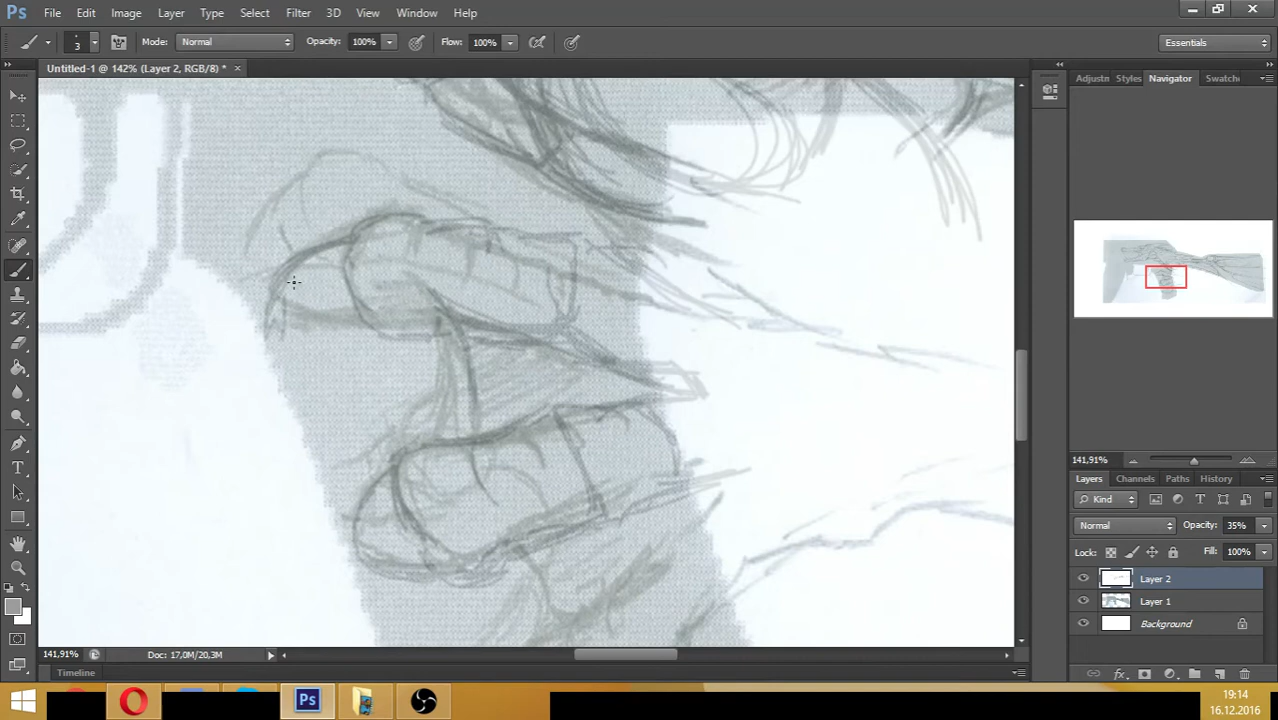 Ps File Edit Image Layer Type Select Filter 3D View Window Help
3 Mode: Normal Opacity: 100% Flow: 100% Essentials
Untitled-1 @ 142% (Layer 2, RGB/8) * ×
Adjustn Styles Navigator Swatche
141,91%
Layers Channels Paths History
Kind
Normal Opacity: 35%
Lock: Fill: 100%
Layer 2
Layer 1
Background
141,91% Doc: 17,0M/20,3M
Timeline
Ps
19:14
16.12.2016